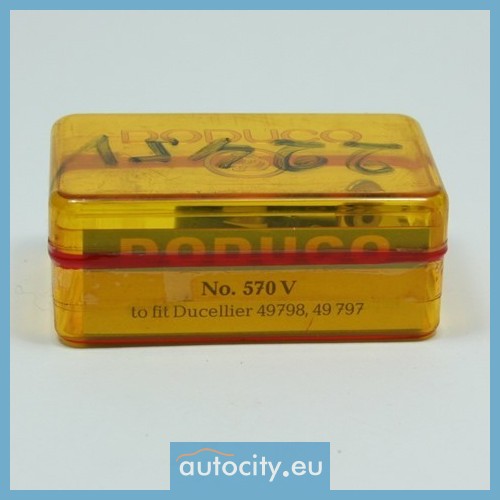 DODUCO
DODUCO
No. 570 V
to fit Ducellier 49798, 49 797
autocity.eu